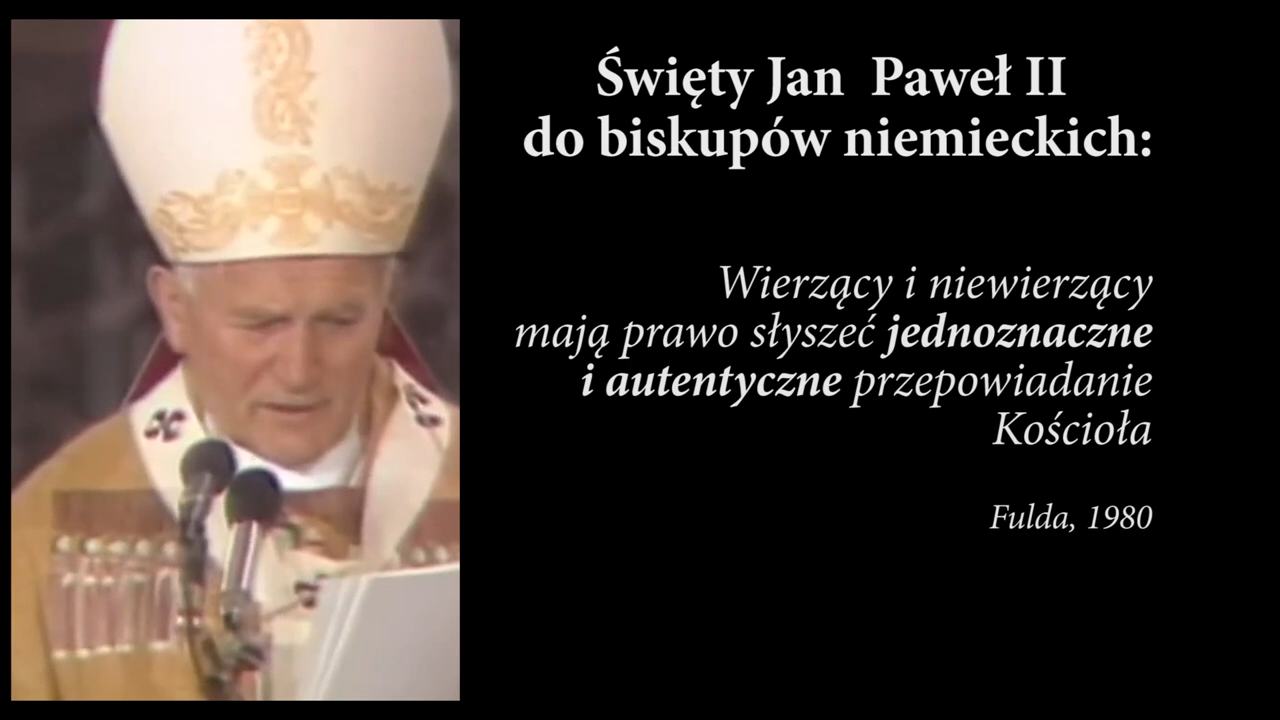 Święty Jan Paweł II
do biskupów niemieckich:
Wierzący i niewierzący
mają prawo słyszeć jednoznaczne
i autentyczne przepowiadanie
Kościoła
Fulda, 1980